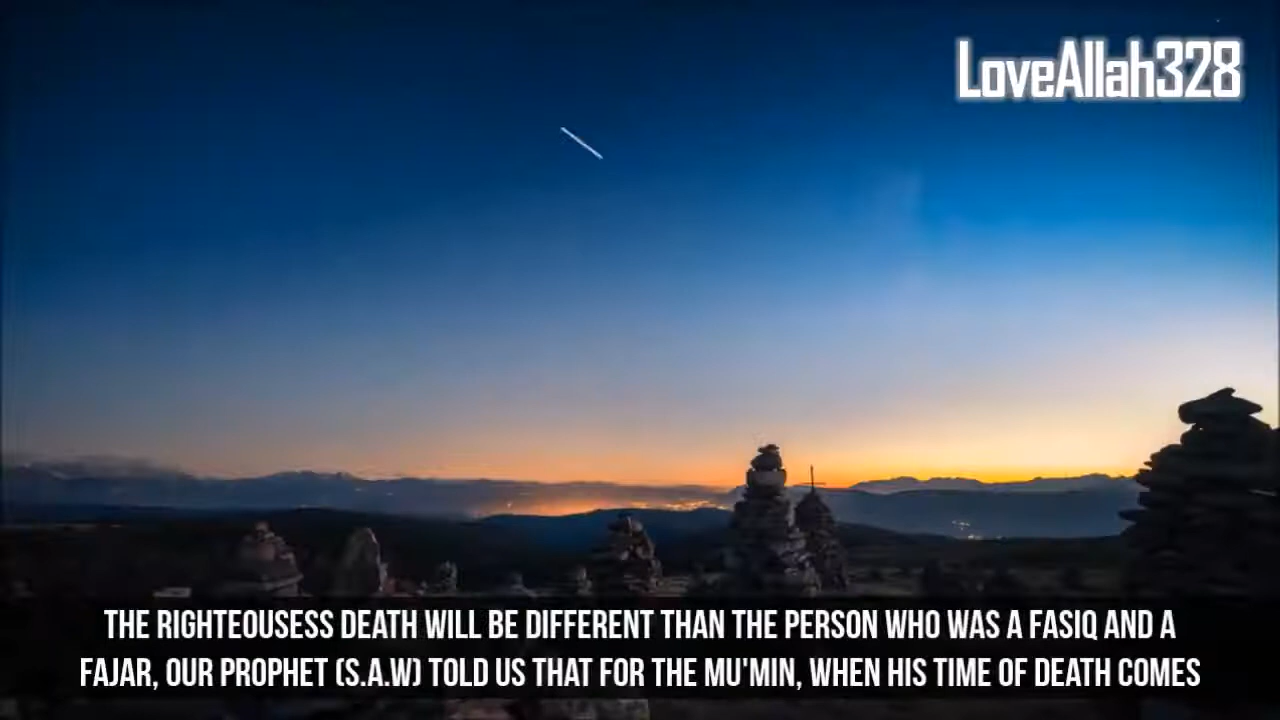 LoveAllah328
THE RIGHTEOUSESS DEATH WILL BE DIFFERENT THAN THE PERSON WHO WAS A FASIQ AND A
FAJAR, OUR PROPHET (S.A.W) TOLD US THAT FOR THE MU'MIN, WHEN HIS TIME OF DEATH COMES